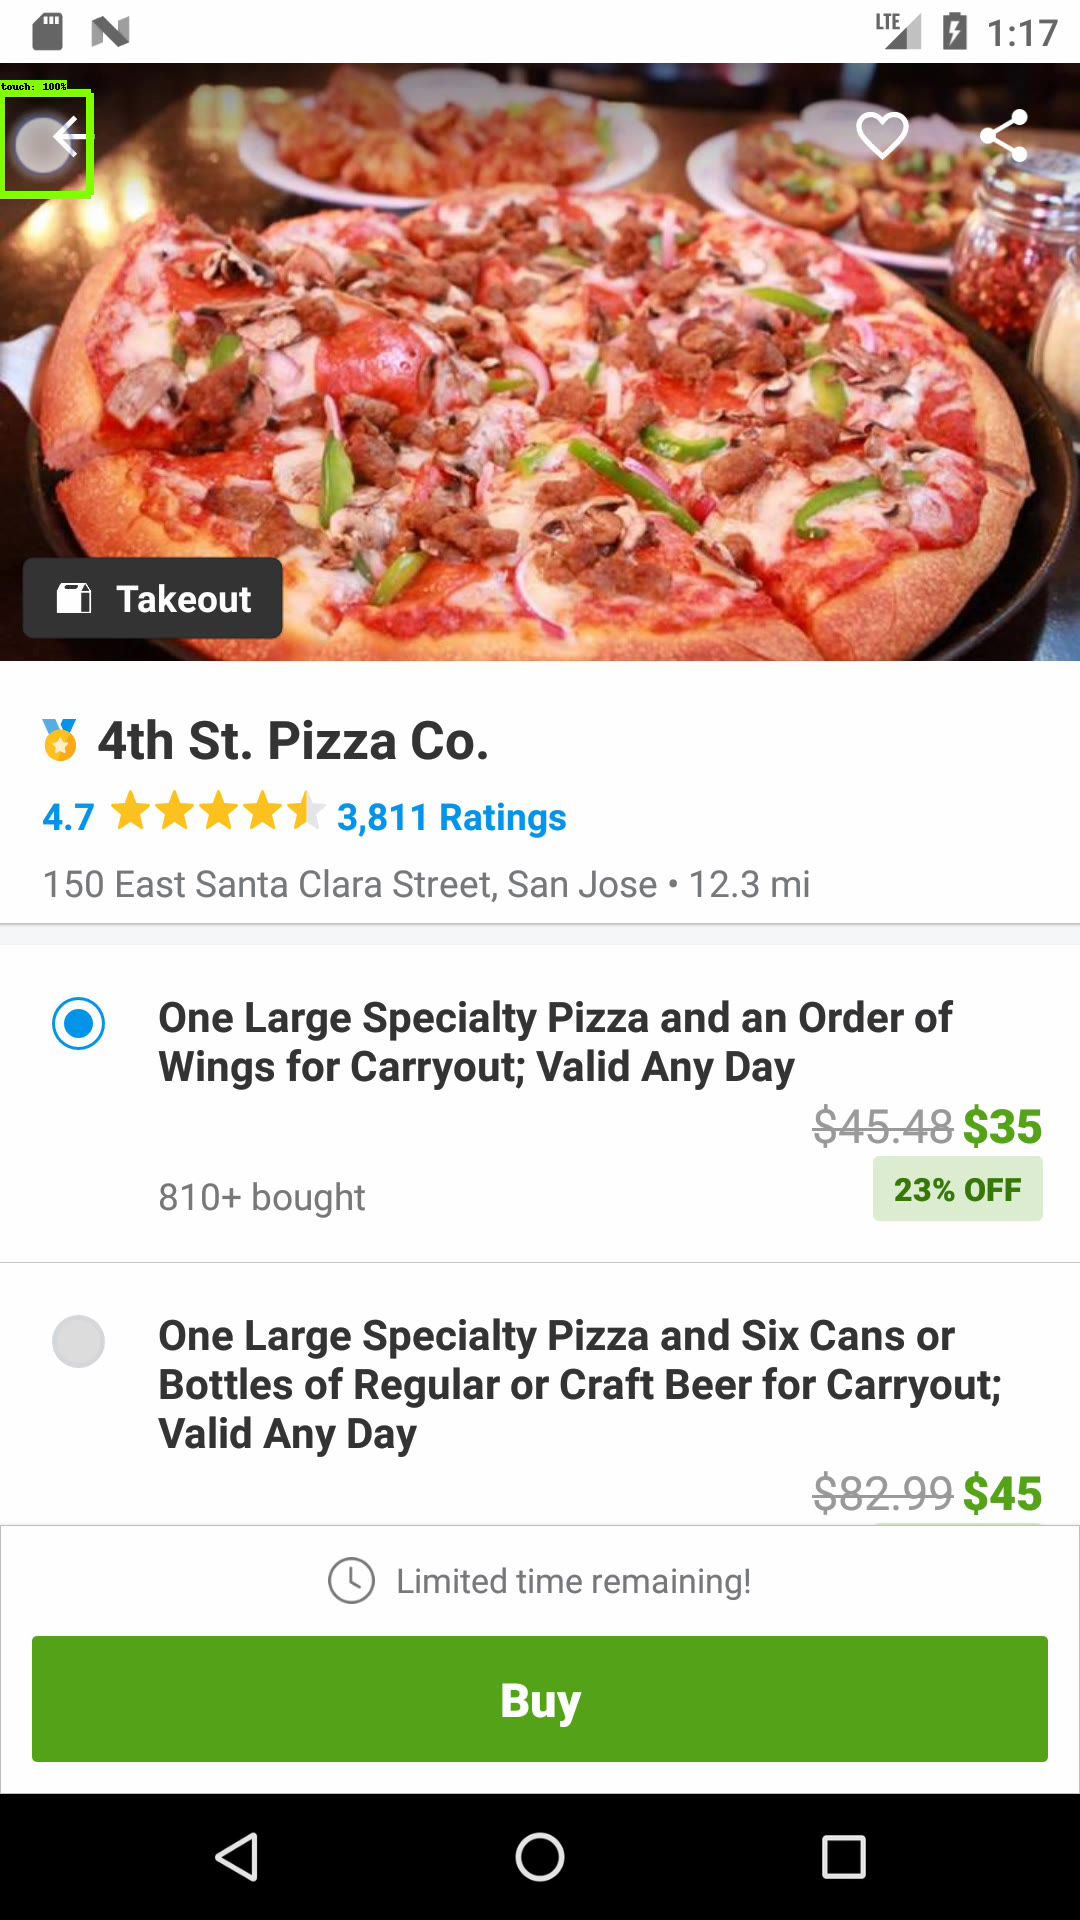 LTE 1:17
touch: 100%
Takeout
4th St. Pizza Co.
4.7 3,811 Ratings
150 East Santa Clara Street, San Jose • 12.3 mi
One Large Specialty Pizza and an Order of
Wings for Carryout; Valid Any Day
$45.48 $35
810+ bought
23% OFF
One Large Specialty Pizza and Six Cans or
Bottles of Regular or Craft Beer for Carryout;
Valid Any Day
$82.99 $45
Limited time remaining!
Buy